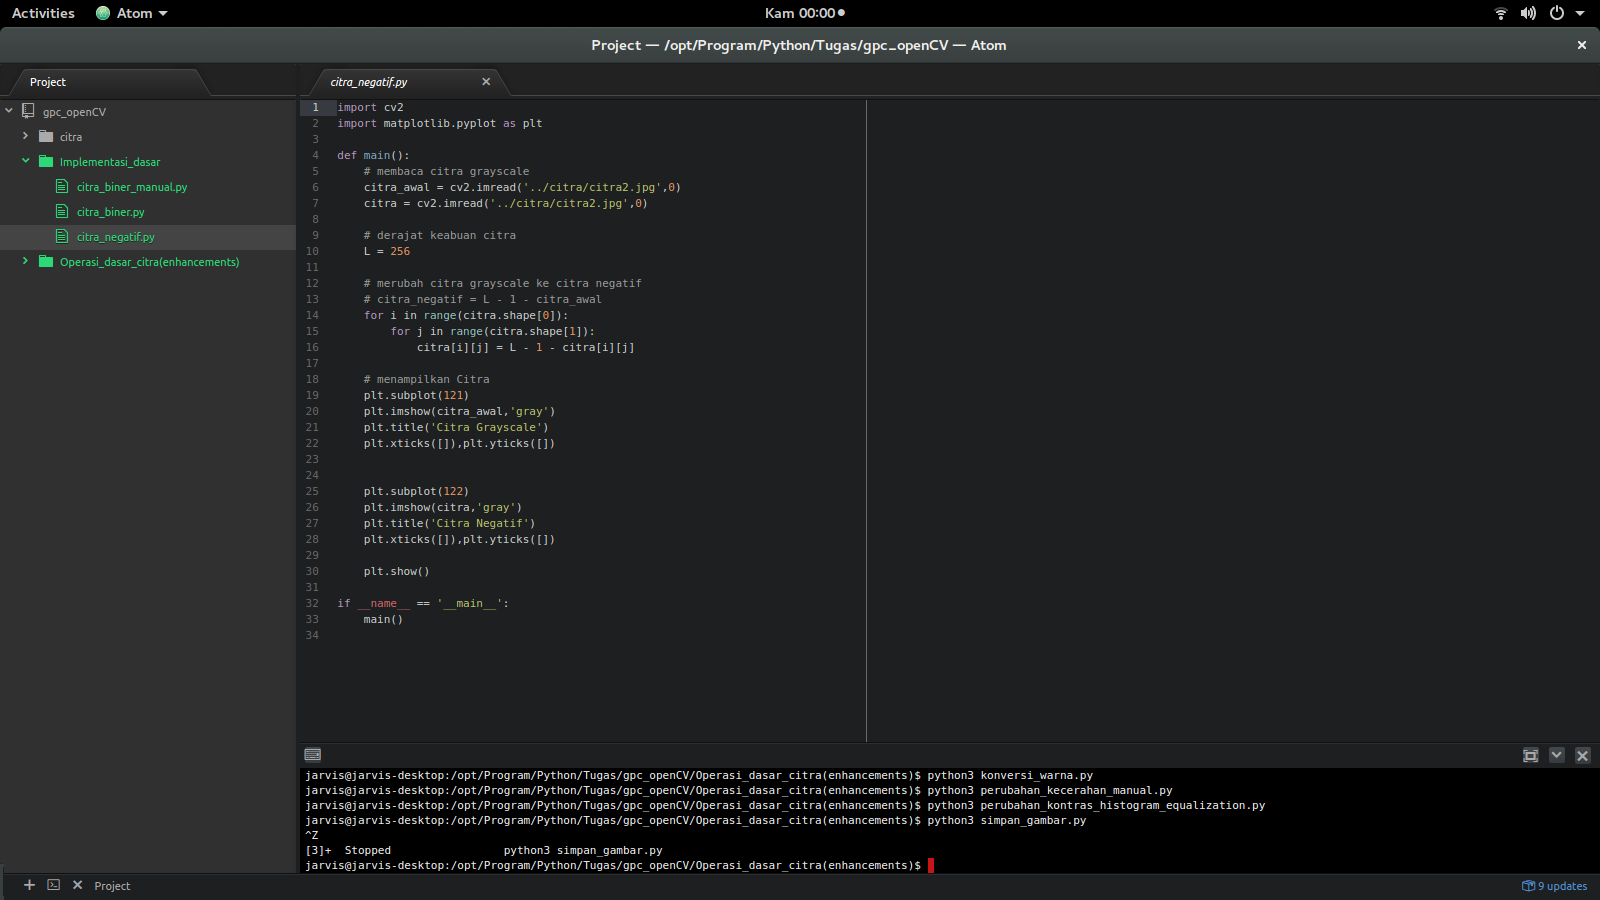 Activities Atom Kam 00:00
Project — /opt/Program/Python/Tugas/gpc_openCV — Atom
Project
gpc_openCV
citra
Implementasi_dasar
citra_biner_manual.py
citra_biner.py
citra_negatif.py
Operasi_dasar_citra(enhancements)
citra_negatif.py
1 import cv2
2 import matplotlib.pyplot as plt
3
4 def main():
5     # membaca citra grayscale
6     citra_awal = cv2.imread('../citra/citra2.jpg',0)
7     citra = cv2.imread('../citra/citra2.jpg',0)
8
9     # derajat keabuan citra
10     L = 256
11
12     # merubah citra grayscale ke citra negatif
13     # citra_negatif = L - 1 - citra_awal
14     for i in range(citra.shape[0]):
15         for j in range(citra.shape[1]):
16             citra[i][j] = L - 1 - citra[i][j]
17
18     # menampilkan Citra
19     plt.subplot(121)
20     plt.imshow(citra_awal,'gray')
21     plt.title('Citra Grayscale')
22     plt.xticks([]),plt.yticks([])
23
24
25     plt.subplot(122)
26     plt.imshow(citra,'gray')
27     plt.title('Citra Negatif')
28     plt.xticks([]),plt.yticks([])
29
30     plt.show()
31
32 if __name__ == '__main__':
33     main()
34
jarvis@jarvis-desktop:/opt/Program/Python/Tugas/gpc_openCV/Operasi_dasar_citra(enhancements)$ python3 konversi_warna.py
jarvis@jarvis-desktop:/opt/Program/Python/Tugas/gpc_openCV/Operasi_dasar_citra(enhancements)$ python3 perubahan_kecerahan_manual.py
jarvis@jarvis-desktop:/opt/Program/Python/Tugas/gpc_openCV/Operasi_dasar_citra(enhancements)$ python3 perubahan_kontras_histogram_equalization.py
jarvis@jarvis-desktop:/opt/Program/Python/Tugas/gpc_openCV/Operasi_dasar_citra(enhancements)$ python3 simpan_gambar.py
^Z
[3]+  Stopped                 python3 simpan_gambar.py
jarvis@jarvis-desktop:/opt/Program/Python/Tugas/gpc_openCV/Operasi_dasar_citra(enhancements)$
Project 9 updates